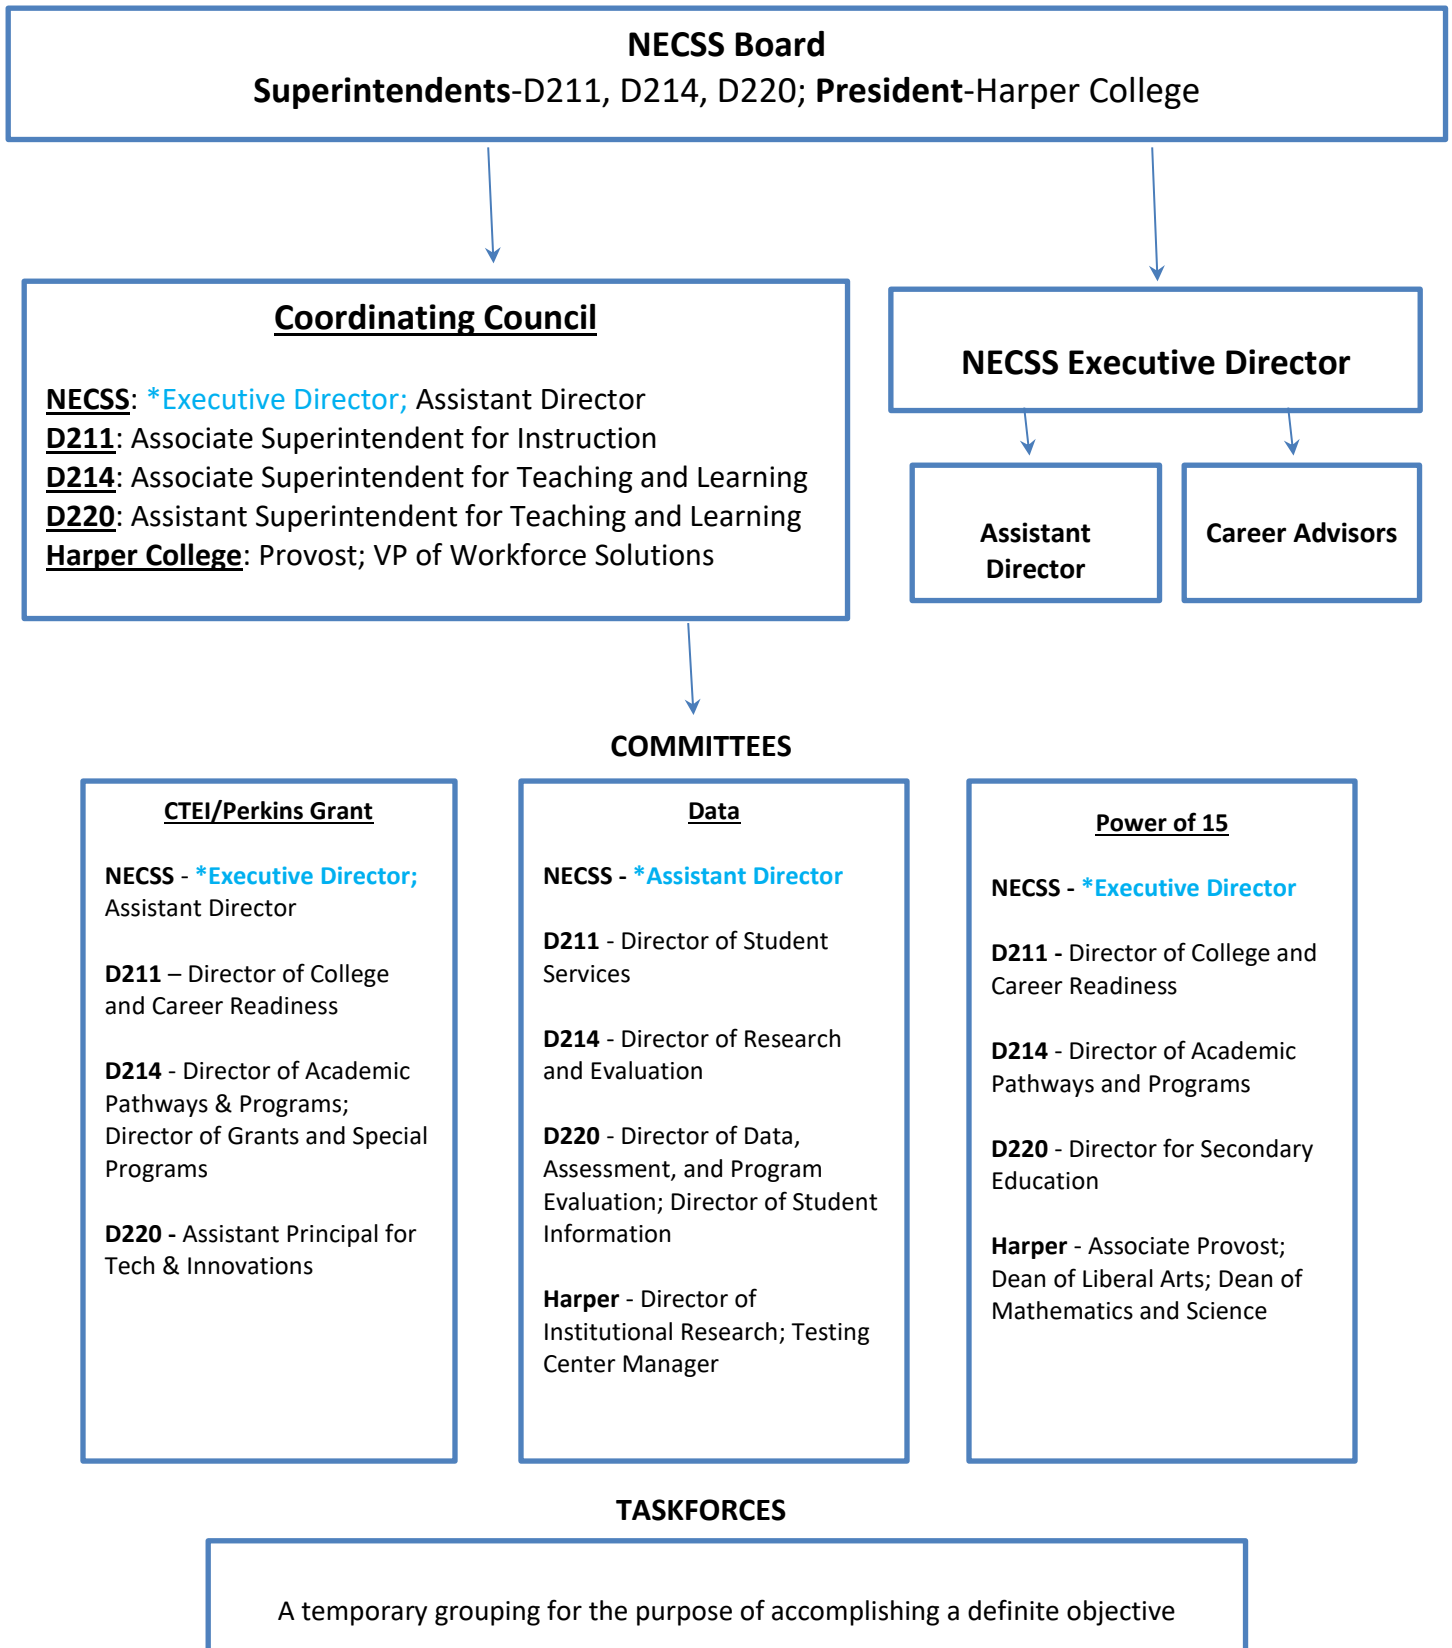 NECSS Board
Superintendents-D211, D214, D220; President-Harper College
Coordinating Council
NECSS: *Executive Director; Assistant Director
D211: Associate Superintendent for Instruction
D214: Associate Superintendent for Teaching and Learning
D220: Assistant Superintendent for Teaching and Learning
Harper College: Provost; VP of Workforce Solutions
NECSS Executive Director
Assistant
Director
Career Advisors
COMMITTEES
CTEI/Perkins Grant
NECSS - *Executive Director;
Assistant Director
D211 – Director of College
and Career Readiness
D214 - Director of Academic
Pathways & Programs;
Director of Grants and Special
Programs
D220 - Assistant Principal for
Tech & Innovations
Data
NECSS - *Assistant Director
D211 - Director of Student
Services
D214 - Director of Research
and Evaluation
D220 - Director of Data,
Assessment, and Program
Evaluation; Director of Student
Information
Harper - Director of
Institutional Research; Testing
Center Manager
Power of 15
NECSS - *Executive Director
D211 - Director of College and
Career Readiness
D214 - Director of Academic
Pathways and Programs
D220 - Director for Secondary
Education
Harper - Associate Provost;
Dean of Liberal Arts; Dean of
Mathematics and Science
TASKFORCES
A temporary grouping for the purpose of accomplishing a definite objective